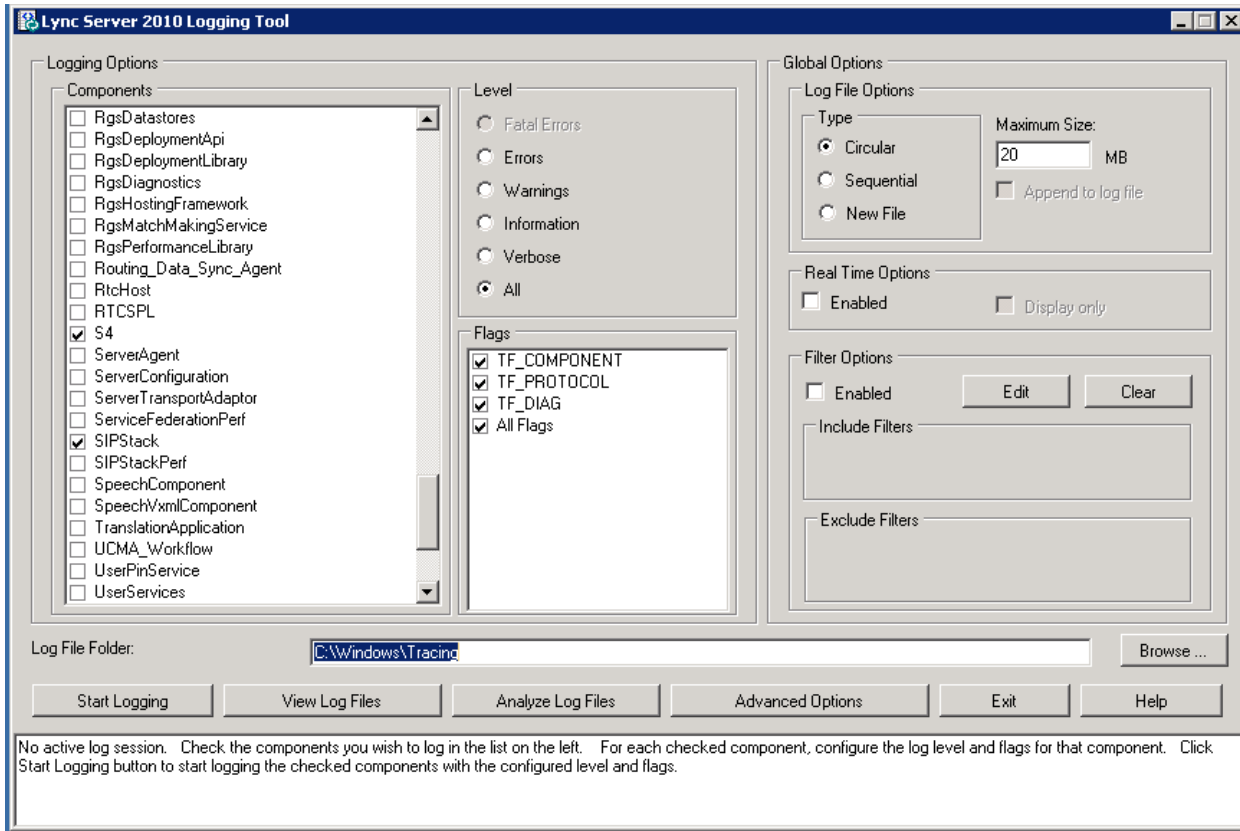 Lync Server 2010 Logging Tool
Logging Options
Components
RgsDatastores
RgsDeploymentApi
RgsDeploymentLibrary
RgsDiagnostics
RgsHostingFramework
RgsMatchMakingService
RgsPerformanceLibrary
Routing_Data_Sync_Agent
RtcHost
RTCSPL
S4
ServerAgent
ServerConfiguration
ServerTransportAdaptor
ServiceFederationPerf
SIPStack
SIPStackPerf
SpeechComponent
SpeechVxmlComponent
TranslationApplication
UCMA_Workflow
UserPinService
UserServices
Level
Fatal Errors
Errors
Warnings
Information
Verbose
All
Flags
TF_COMPONENT
TF_PROTOCOL
TF_DIAG
All Flags
Global Options
Log File Options
Type
Circular
Sequential
New File
Maximum Size:
20 MB
Append to log file
Real Time Options
Enabled
Display only
Filter Options
Enabled
Edit
Clear
Include Filters
Exclude Filters
Log File Folder:
C:\Windows\Tracing
Browse ...
Start Logging
View Log Files
Analyze Log Files
Advanced Options
Exit
Help
No active log session. Check the components you wish to log in the list on the left. For each checked component, configure the log level and flags for that component. Click
Start Logging button to start logging the checked components with the configured level and flags.